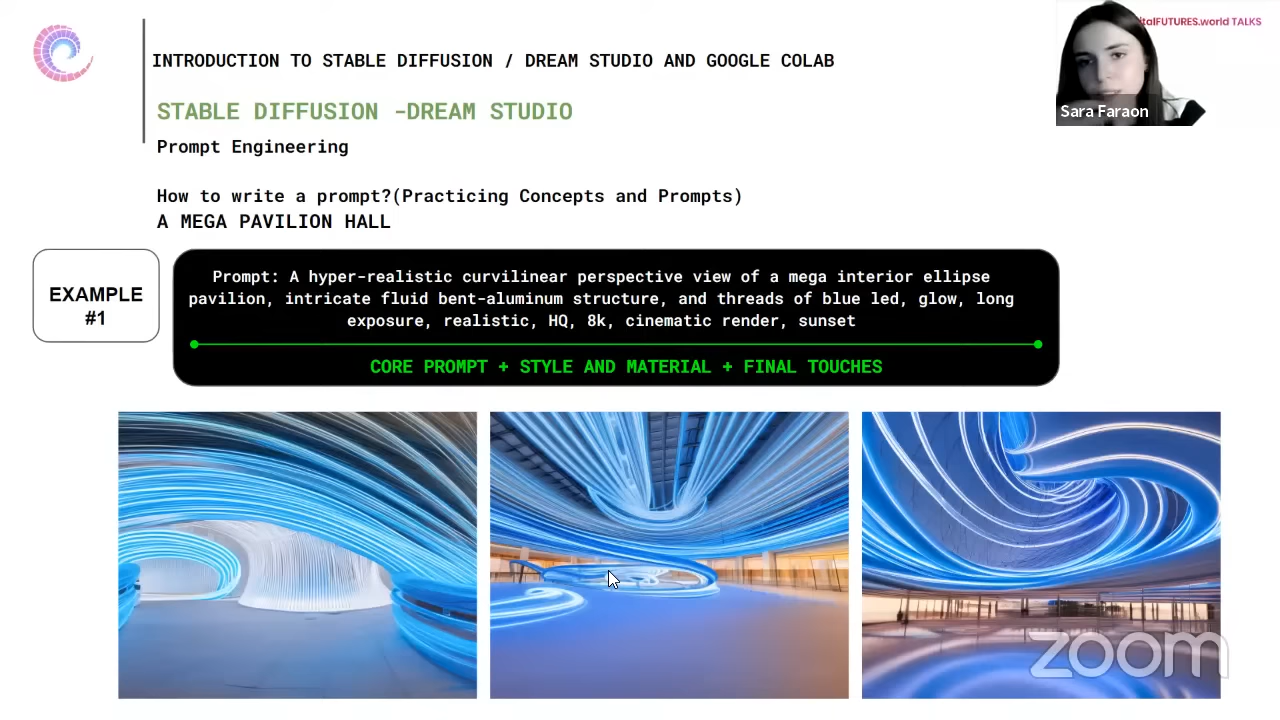 italFUTURES.world TALKS
INTRODUCTION TO STABLE DIFFUSION / DREAM STUDIO AND GOOGLE COLAB
Sara Faraon
STABLE DIFFUSION -DREAM STUDIO
Prompt Engineering
How to write a prompt?(Practicing Concepts and Prompts)
A MEGA PAVILION HALL
EXAMPLE
#1
Prompt: A hyper-realistic curvilinear perspective view of a mega interior ellipse
pavilion, intricate fluid bent-aluminum structure, and threads of blue led, glow, long
exposure, realistic, HQ, 8k, cinematic render, sunset
CORE PROMPT + STYLE AND MATERIAL + FINAL TOUCHES
zoom